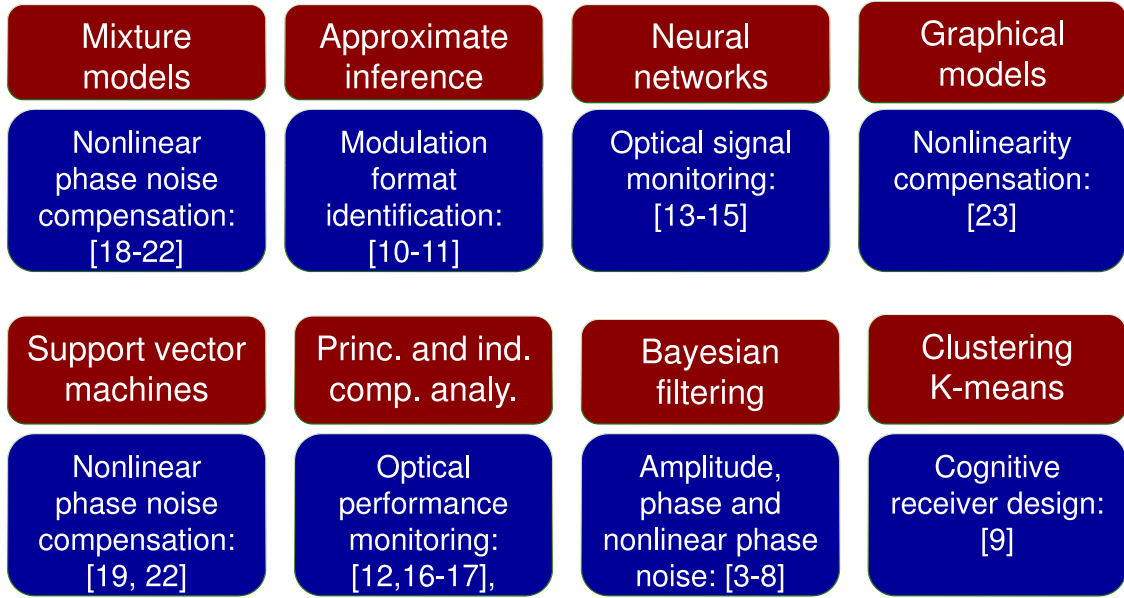 Mixture
models
Approximate
inference
Neural
networks
Graphical
models
Nonlinear
phase noise
compensation:
[18-22]
Modulation
format
identification:
[10-11]
Optical signal
monitoring:
[13-15]
Nonlinearity
compensation:
[23]
Support vector
machines
Princ. and ind.
comp. analy.
Bayesian
filtering
Clustering
K-means
Nonlinear
phase noise
compensation:
[19, 22]
Optical
performance
monitoring:
[12,16-17],
Amplitude,
phase and
nonlinear phase
noise: [3-8]
Cognitive
receiver design:
[9]